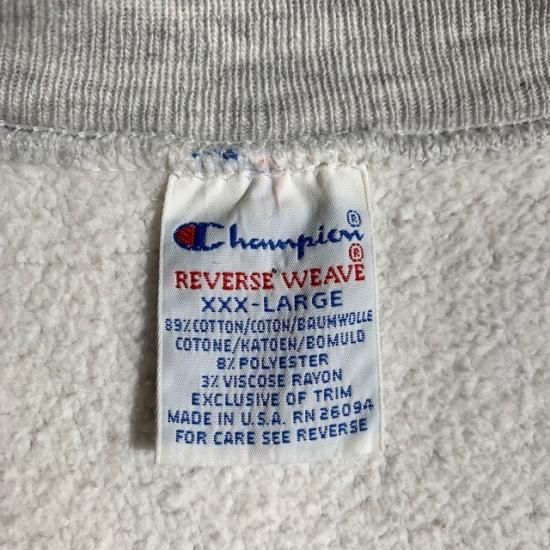 Champion®
REVERSE WEAVE®
XXX-LARGE
89% COTTON/COTON/BAUMWOLLE
COTONE/KATOEN/BOMULD
8% POLYESTER
3% VISCOSE RAYON
EXCLUSIVE OF TRIM
MADE IN U.S.A. RN 26094
FOR CARE SEE REVERSE